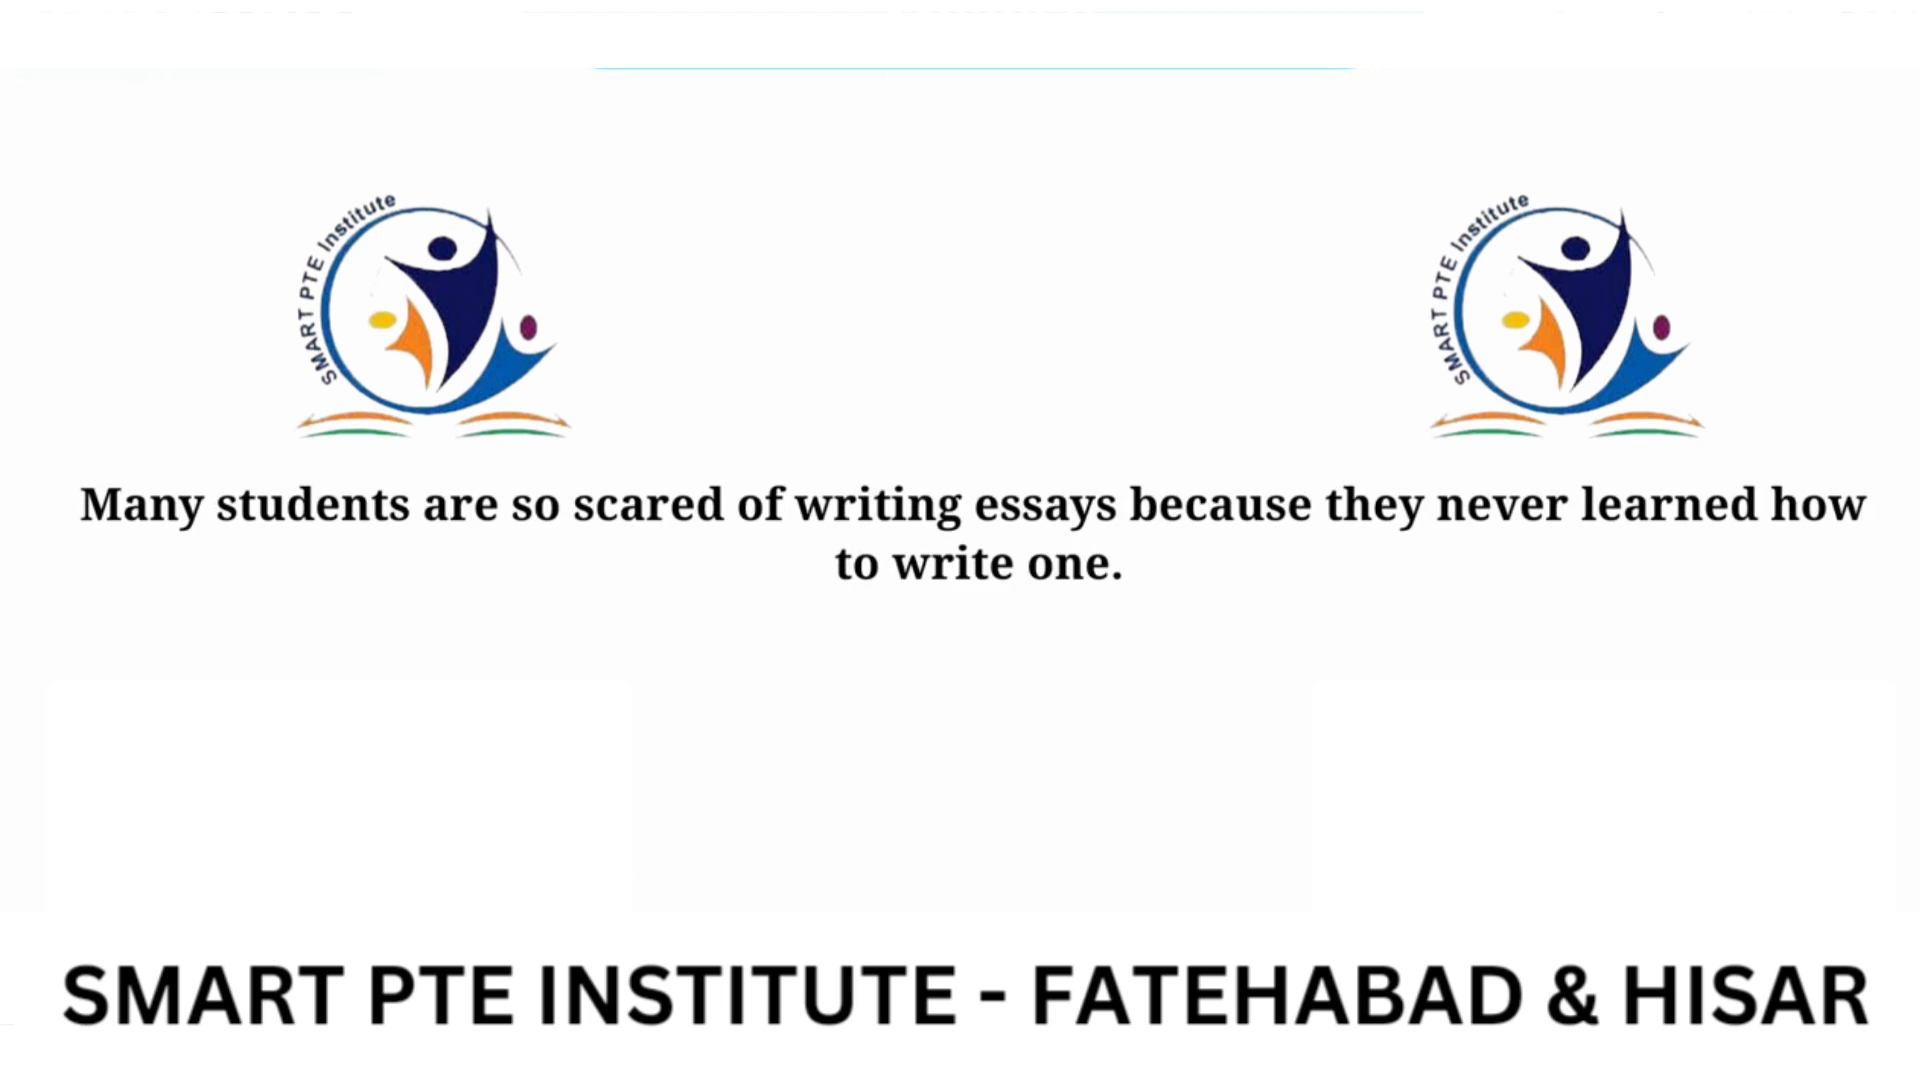 SMART PTE Institute
SMART PTE Institute
Many students are so scared of writing essays because they never learned how
to write one.
SMART PTE INSTITUTE - FATEHABAD & HISAR